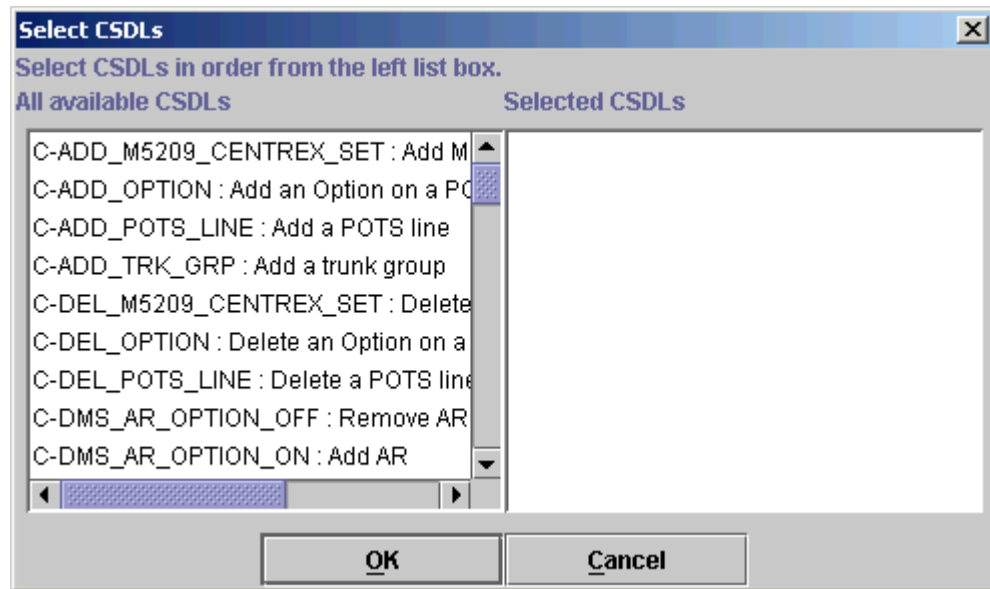 Select CSDLs
Select CSDLs in order from the left list box.
All available CSDLs
Selected CSDLs
C-ADD_M5209_CENTREX_SET : Add M
C-ADD_OPTION : Add an Option on a PO
C-ADD_POTS_LINE : Add a POTS line
C-ADD_TRK_GRP : Add a trunk group
C-DEL_M5209_CENTREX_SET : Delete
C-DEL_OPTION : Delete an Option on a
C-DEL_POTS_LINE : Delete a POTS line
C-DMS_AR_OPTION_OFF : Remove AR
C-DMS_AR_OPTION_ON : Add AR
OK
Cancel